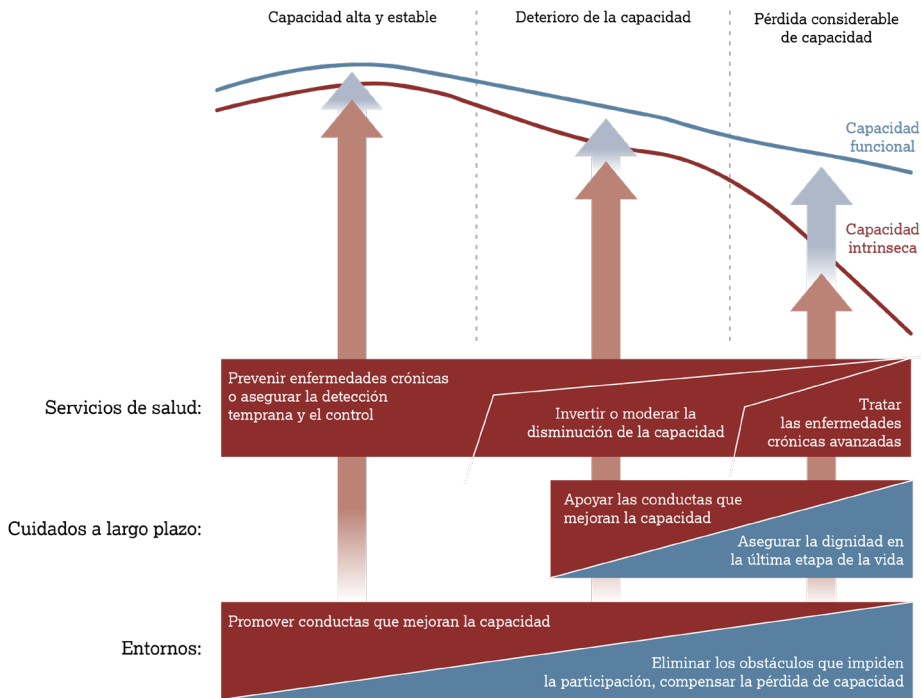 Capacidad alta y estable
Deterioro de la capacidad
Pérdida considerable
de capacidad
Capacidad
funcional
Capacidad
intrinseca
Servicios de salud:
Prevenir enfermedades crónicas
o asegurar la detección
temprana y el control
Invertir o moderar la
disminución de la capacidad
Tratar
las enfermedades
crónicas avanzadas
Cuidados a largo plazo:
Apoyar las conductas que
mejoran la capacidad
Asegurar la dignidad en
la última etapa de la vida
Entornos:
Promover conductas que mejoran la capacidad
Eliminar los obstáculos que impiden
la participación, compensar la pérdida de capacidad